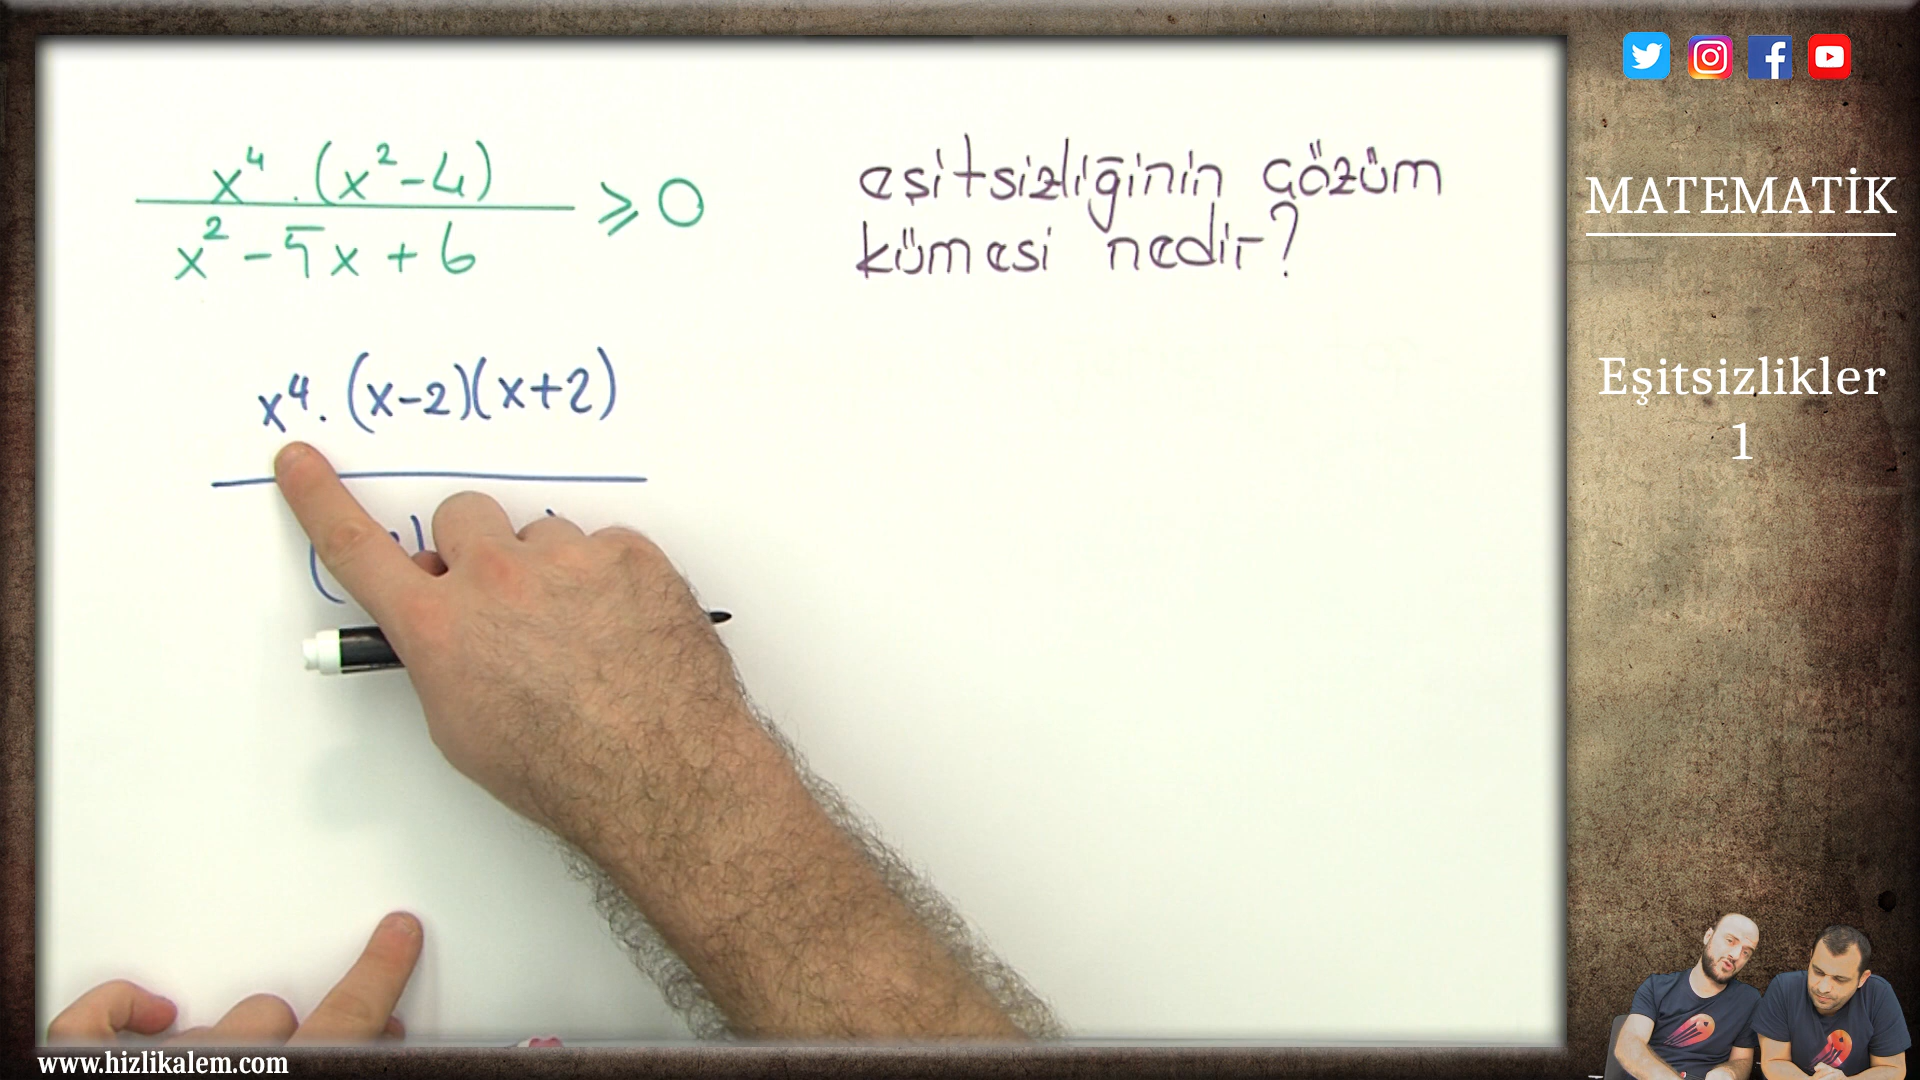 x⁴ . (x² - 4)
x² - 5x + 6
≥ 0
eşitsizliğinin çözüm
kümesi nedir?
x⁴ . (x-2)(x+2)
MATEMATİK
Eşitsizlikler
1
www.hizlikalem.com